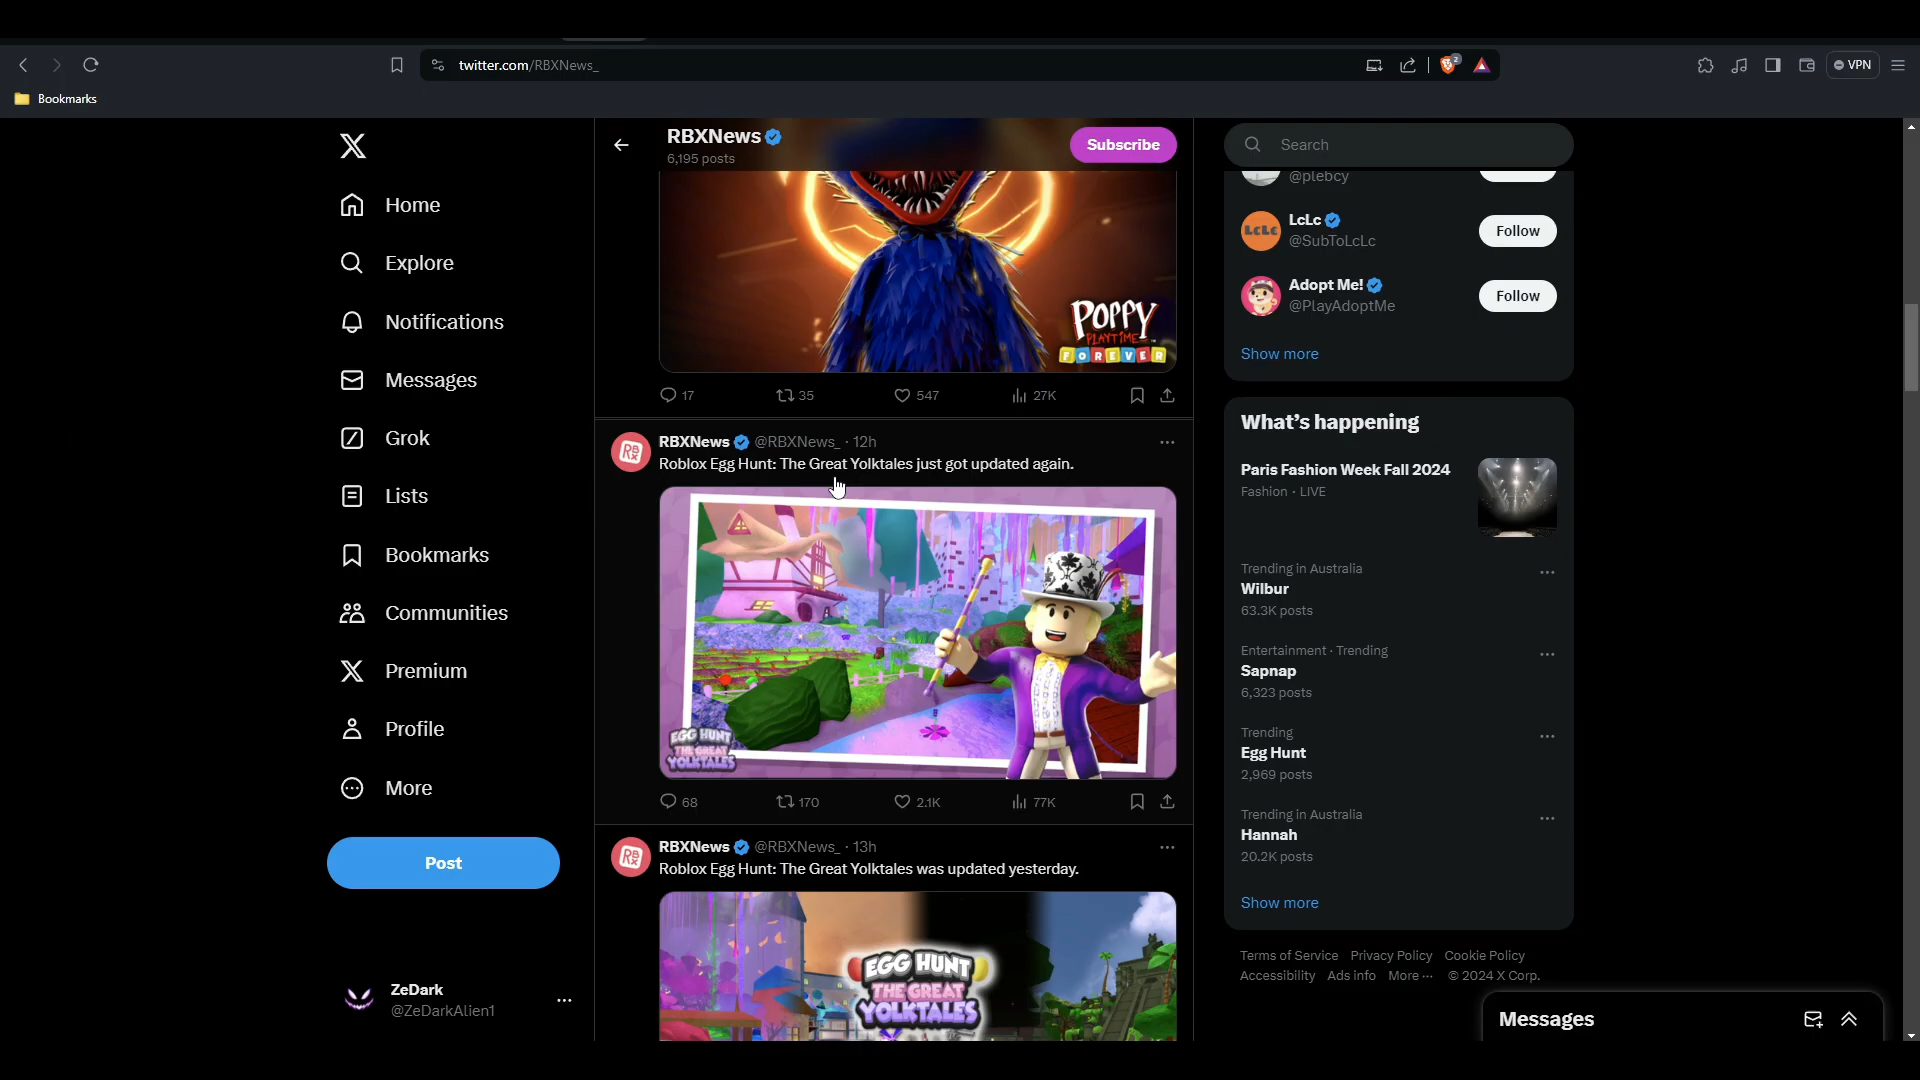 twitter.com/RBXNews_
2
VPN
Bookmarks
Home
Explore
Notifications
Messages
Grok
Lists
Bookmarks
Communities
Premium
Profile
More
Post
ZeDark
@ZeDarkAlien1
RBXNews
6,195 posts
Subscribe
POPPY
PLAYTIME
FOREVER
17
35
547
27K
RBXNews @RBXNews_ · 12h
Roblox Egg Hunt: The Great Yolktales just got updated again.
EGG HUNT
THE GREAT
YOLKTALES
68
170
2.1K
77K
RBXNews @RBXNews_ · 13h
Roblox Egg Hunt: The Great Yolktales was updated yesterday.
EGG HUNT
THE GREAT
YOLKTALES
Search
@plebcy
LcLc
@SubToLcLc
Follow
Adopt Me!
@PlayAdoptMe
Follow
Show more
What’s happening
Paris Fashion Week Fall 2024
Fashion · LIVE
Trending in Australia
Wilbur
63.3K posts
Entertainment · Trending
Sapnap
6,323 posts
Trending
Egg Hunt
2,969 posts
Trending in Australia
Hannah
20.2K posts
Show more
Terms of Service Privacy Policy Cookie Policy
Accessibility Ads info More ··· © 2024 X Corp.
Messages